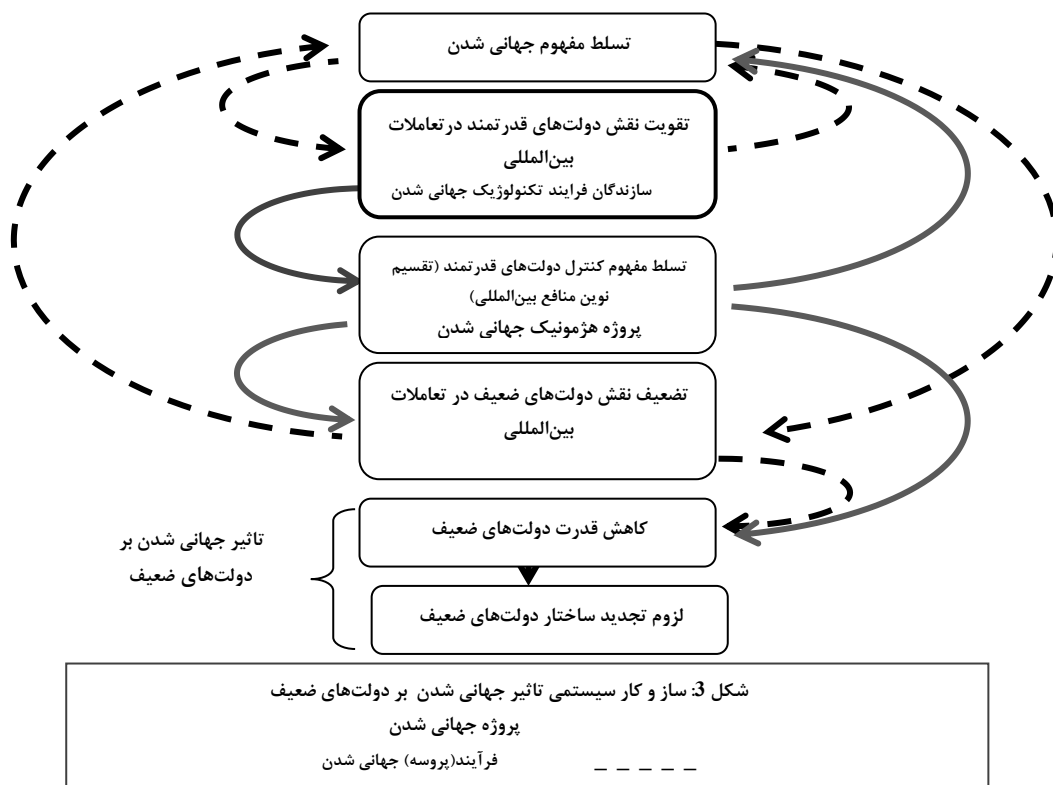 تسلط مفهوم جهانی شدن
تقویت نقش دولت‌های قدرتمند درتعاملات
بین‌المللی
سازندگان فرایند تکنولوژیک جهانی شدن
تسلط مفهوم کنترل دولت‌های قدرتمند (تقسیم
نوین منافع بین‌المللی)
پروژه هژمونیک جهانی شدن
تضعیف نقش دولت‌های ضعیف در تعاملات
بین‌المللی
کاهش قدرت دولت‌های ضعیف
تاثیر جهانی شدن بر
دولت‌های ضعیف
لزوم تجدید ساختار دولت‌های ضعیف
شکل 3: ساز و کار سیستمی تاثیر جهانی شدن بر دولت‌های ضعیف
پروژه جهانی شدن
فرآیند(پروسه) جهانی شدن